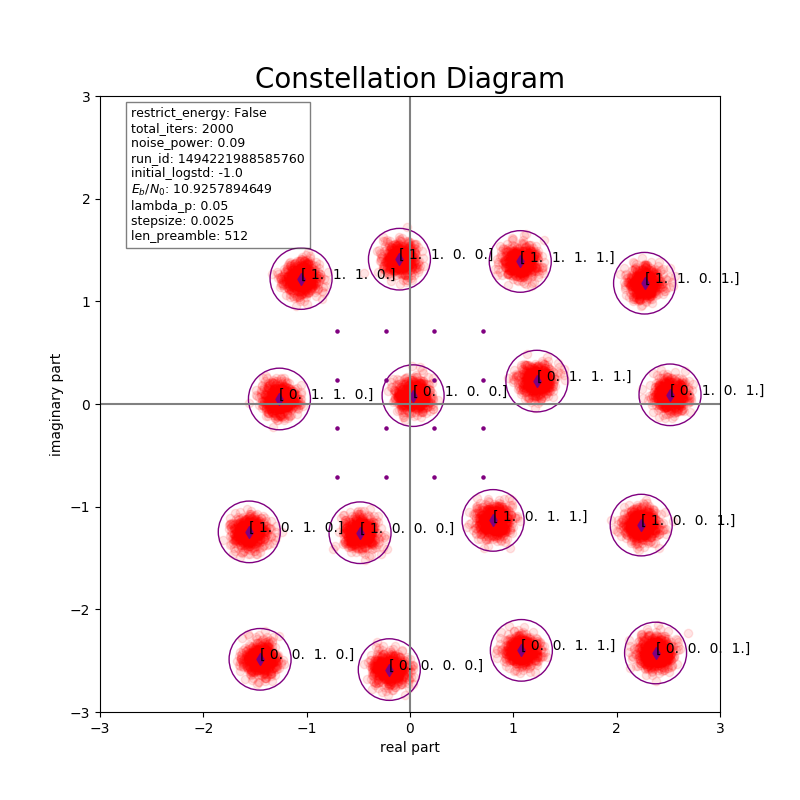 Constellation Diagram
restrict_energy: False
total_iters: 2000
noise_power: 0.09
run_id: 1494221988585760
initial_logstd: -1.0
E_b/N_0: 10.9257894649
lambda_p: 0.05
stepsize: 0.0025
len_preamble: 512
3
2
1
0
−1
−2
−3
imaginary part
[ 1. 1. 1. 0.]
[ 1. 1. 0. 0.]
[ 1. 1. 1. 1.]
[ 1. 1. 0. 1.]
[ 0. 1. 1. 0.]
[ 0. 1. 0. 0.]
[ 0. 1. 1. 1.]
[ 0. 1. 0. 1.]
[ 1. 0. 1. 0.]
[ 1. 0. 0. 0.]
[ 1. 0. 1. 1.]
[ 1. 0. 0. 1.]
[ 0. 0. 1. 0.]
[ 0. 0. 0. 0.]
[ 0. 0. 1. 1.]
[ 0. 0. 0. 1.]
−3 −2 −1 0 1 2 3
real part